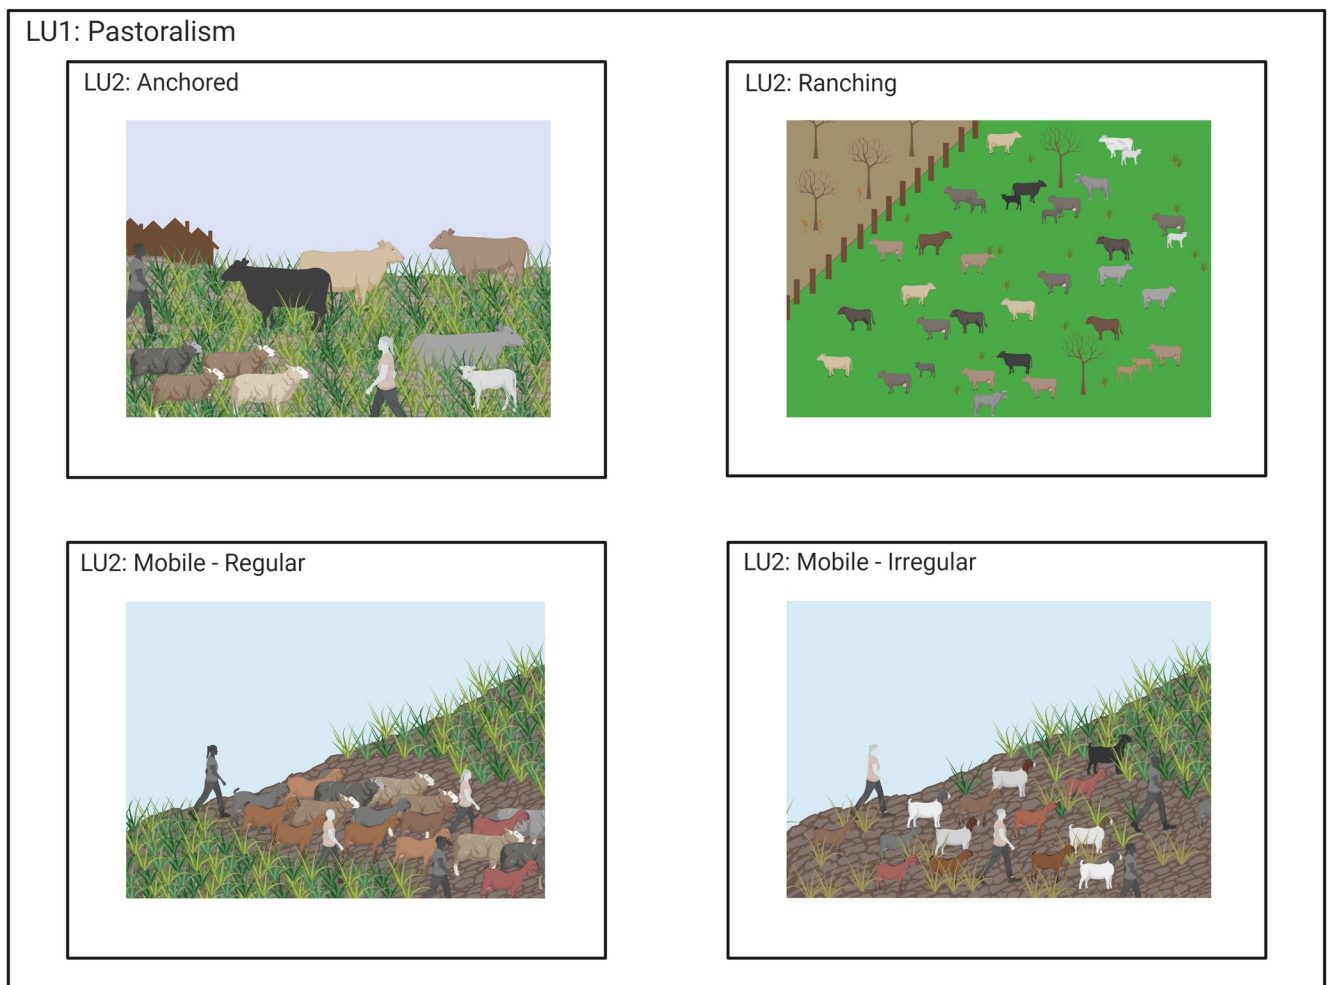 LU1: Pastoralism
LU2: Anchored
LU2: Ranching
LU2: Mobile - Regular
LU2: Mobile - Irregular